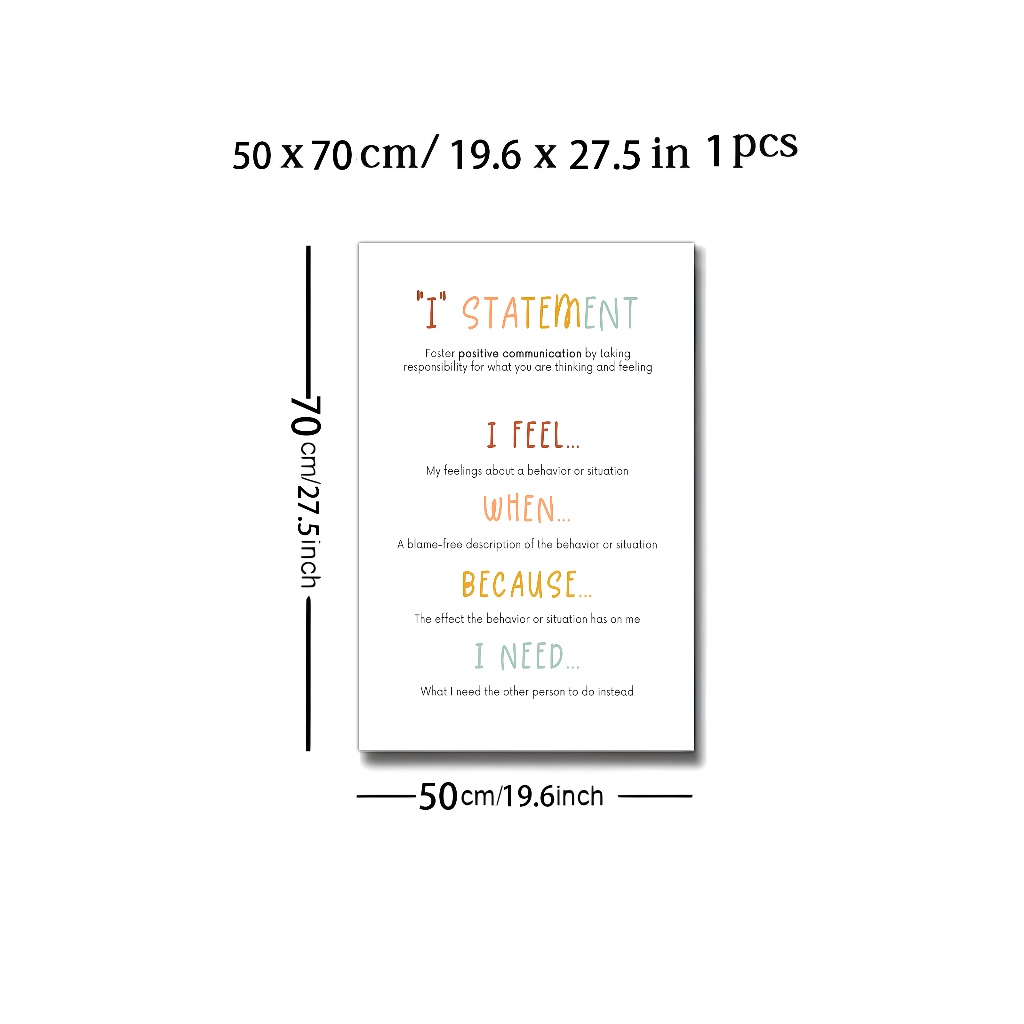 50 x 70 cm/ 19.6 x 27.5 in 1 pcs
"I" STATEMENT
Foster positive communication by taking
responsibility for what you are thinking and feeling
I FEEL...
My feelings about a behavior or situation
WHEN...
A blame-free description of the behavior or situation
BECAUSE...
The effect the behavior or situation has on me
I NEED...
What I need the other person to do instead
70 cm/27.5inch
50cm/19.6inch